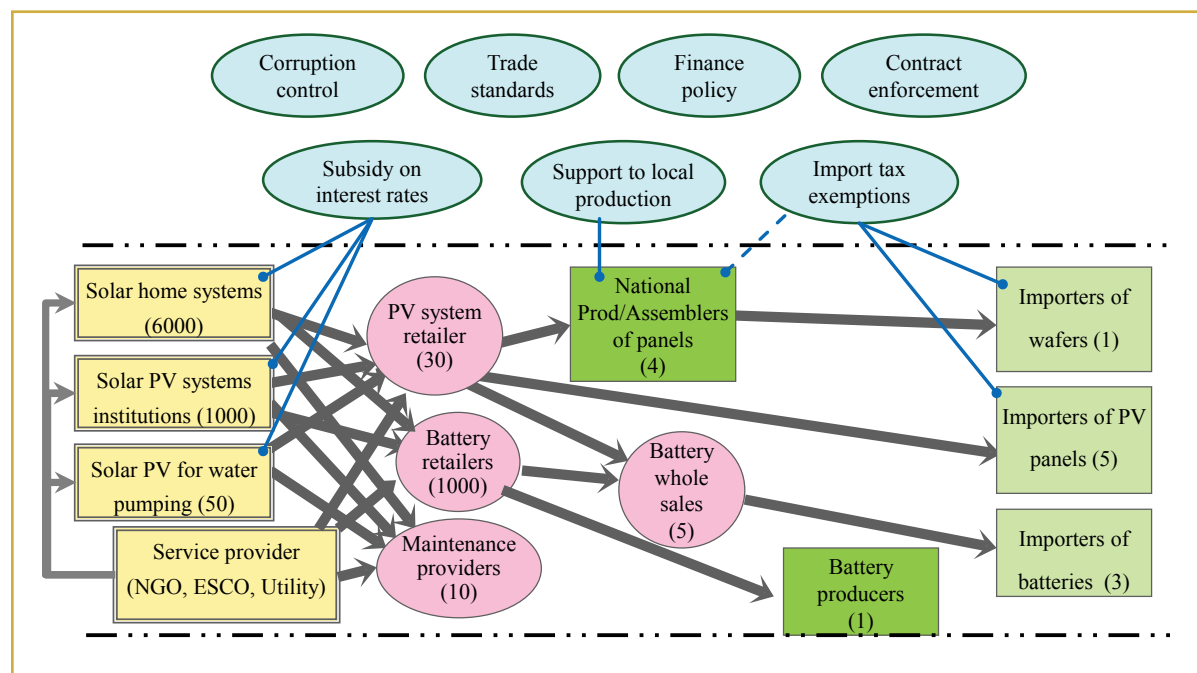 Corruption
control
Trade
standards
Finance
policy
Contract
enforcement
Subsidy on
interest rates
Support to local
production
Import tax
exemptions
Solar home systems
(6000)
PV system
retailer
(30)
National
Prod/Assemblers
of panels
(4)
Importers of
wafers (1)
Solar PV systems
institutions (1000)
Importers of PV
panels (5)
Battery
retailers
(1000)
Battery
whole
sales
(5)
Solar PV for water
pumping (50)
Service provider
(NGO, ESCO, Utility)
Maintenance
providers
(10)
Battery
producers
(1)
Importers of
batteries (3)